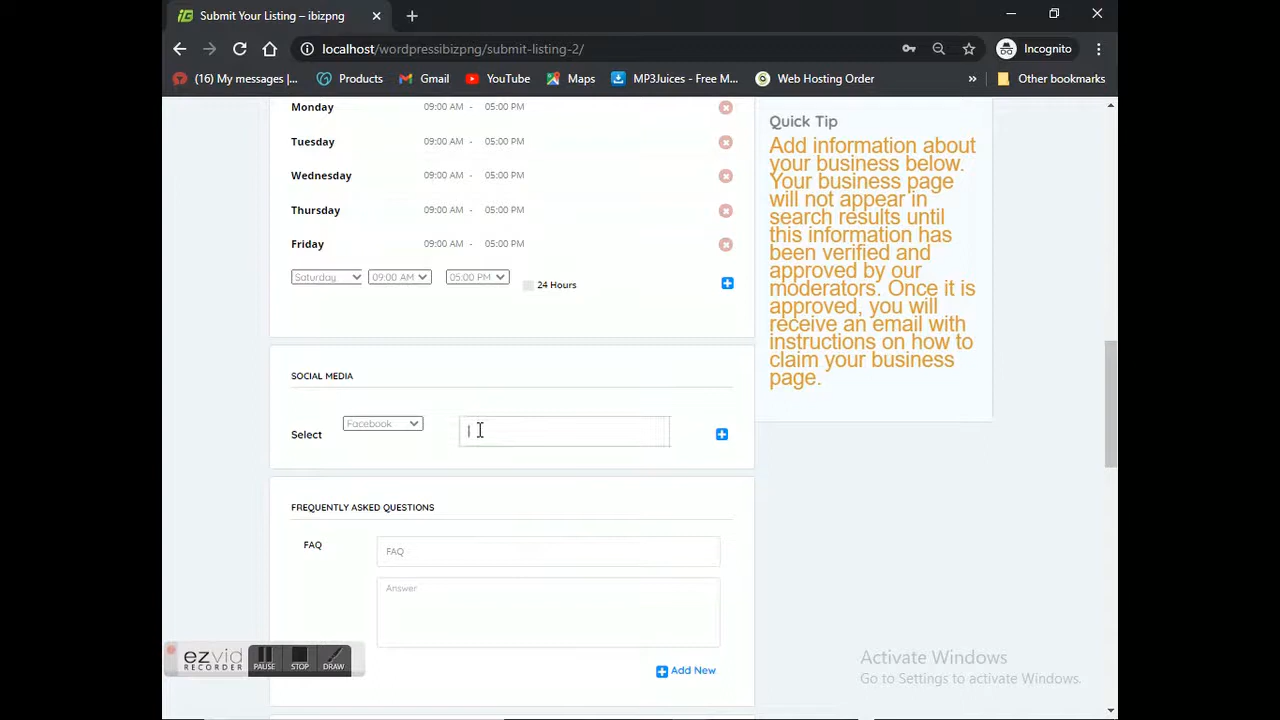 Submit Your Listing – ibizpng
localhost/wordpressibizpng/submit-listing-2/
Incognito
(16) My messages |...
Products
Gmail
YouTube
Maps
MP3Juices - Free M...
Web Hosting Order
»
Other bookmarks
Monday 09:00 AM - 05:00 PM
Tuesday 09:00 AM - 05:00 PM
Wednesday 09:00 AM - 05:00 PM
Thursday 09:00 AM - 05:00 PM
Friday 09:00 AM - 05:00 PM
Saturday 09:00 AM 05:00 PM 24 Hours
SOCIAL MEDIA
Select Facebook
FREQUENTLY ASKED QUESTIONS
FAQ FAQ
Answer
Add New
Quick Tip
Add information about
your business below.
Your business page
will not appear in
search results until
this information has
been verified and
approved by our
moderators. Once it is
approved, you will
receive an email with
instructions on how to
claim your business
page.
ezvid
RECORDER
PAUSE STOP DRAW
Activate Windows
Go to Settings to activate Windows.